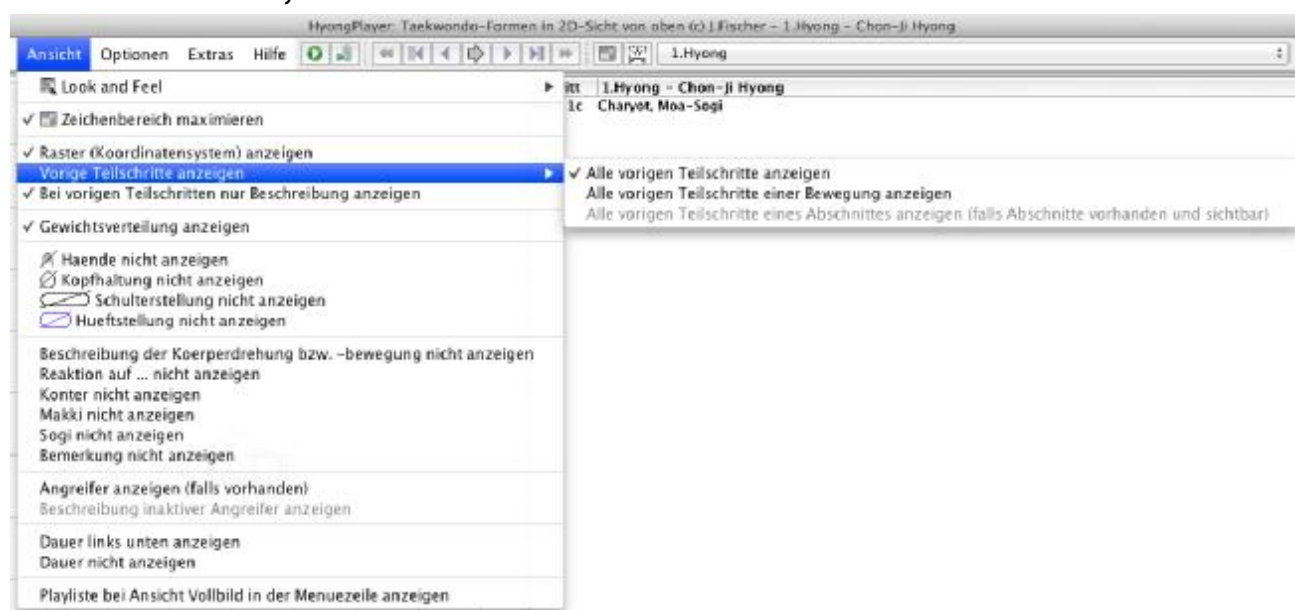 HyongPlayer: Taekwondo-Formen in 2D-Sicht von oben (c) J.Fischer - 1.Hyong - Chon-Ji Hyong
Ansicht Optionen Extras Hilfe 1.Hyong
Look and Feel
itt 1.Hyong - Chon-Ji Hyong
1c Charyot, Moa-Sogi
Zeichenbereich maximieren
Raster (Koordinatensystem) anzeigen
Vorige Teilschritte anzeigen
Alle vorigen Teilschritte anzeigen
Bei vorigen Teilschritten nur Beschreibung anzeigen
Alle vorigen Teilschritte einer Bewegung anzeigen
Alle vorigen Teilschritte eines Abschnittes anzeigen (falls Abschnitte vorhanden und sichtbar)
Gewichtsverteilung anzeigen
Haende nicht anzeigen
Kopfhaltung nicht anzeigen
Schulterstellung nicht anzeigen
Hueftstellung nicht anzeigen
Beschreibung der Koerperdrehung bzw. -bewegung nicht anzeigen
Reaktion auf ... nicht anzeigen
Konter nicht anzeigen
Makki nicht anzeigen
Sogi nicht anzeigen
Bemerkung nicht anzeigen
Angreifer anzeigen (falls vorhanden)
Beschreibung inaktiver Angreifer anzeigen
Dauer links unten anzeigen
Dauer nicht anzeigen
Playliste bei Ansicht Vollbild in der Menuezeile anzeigen